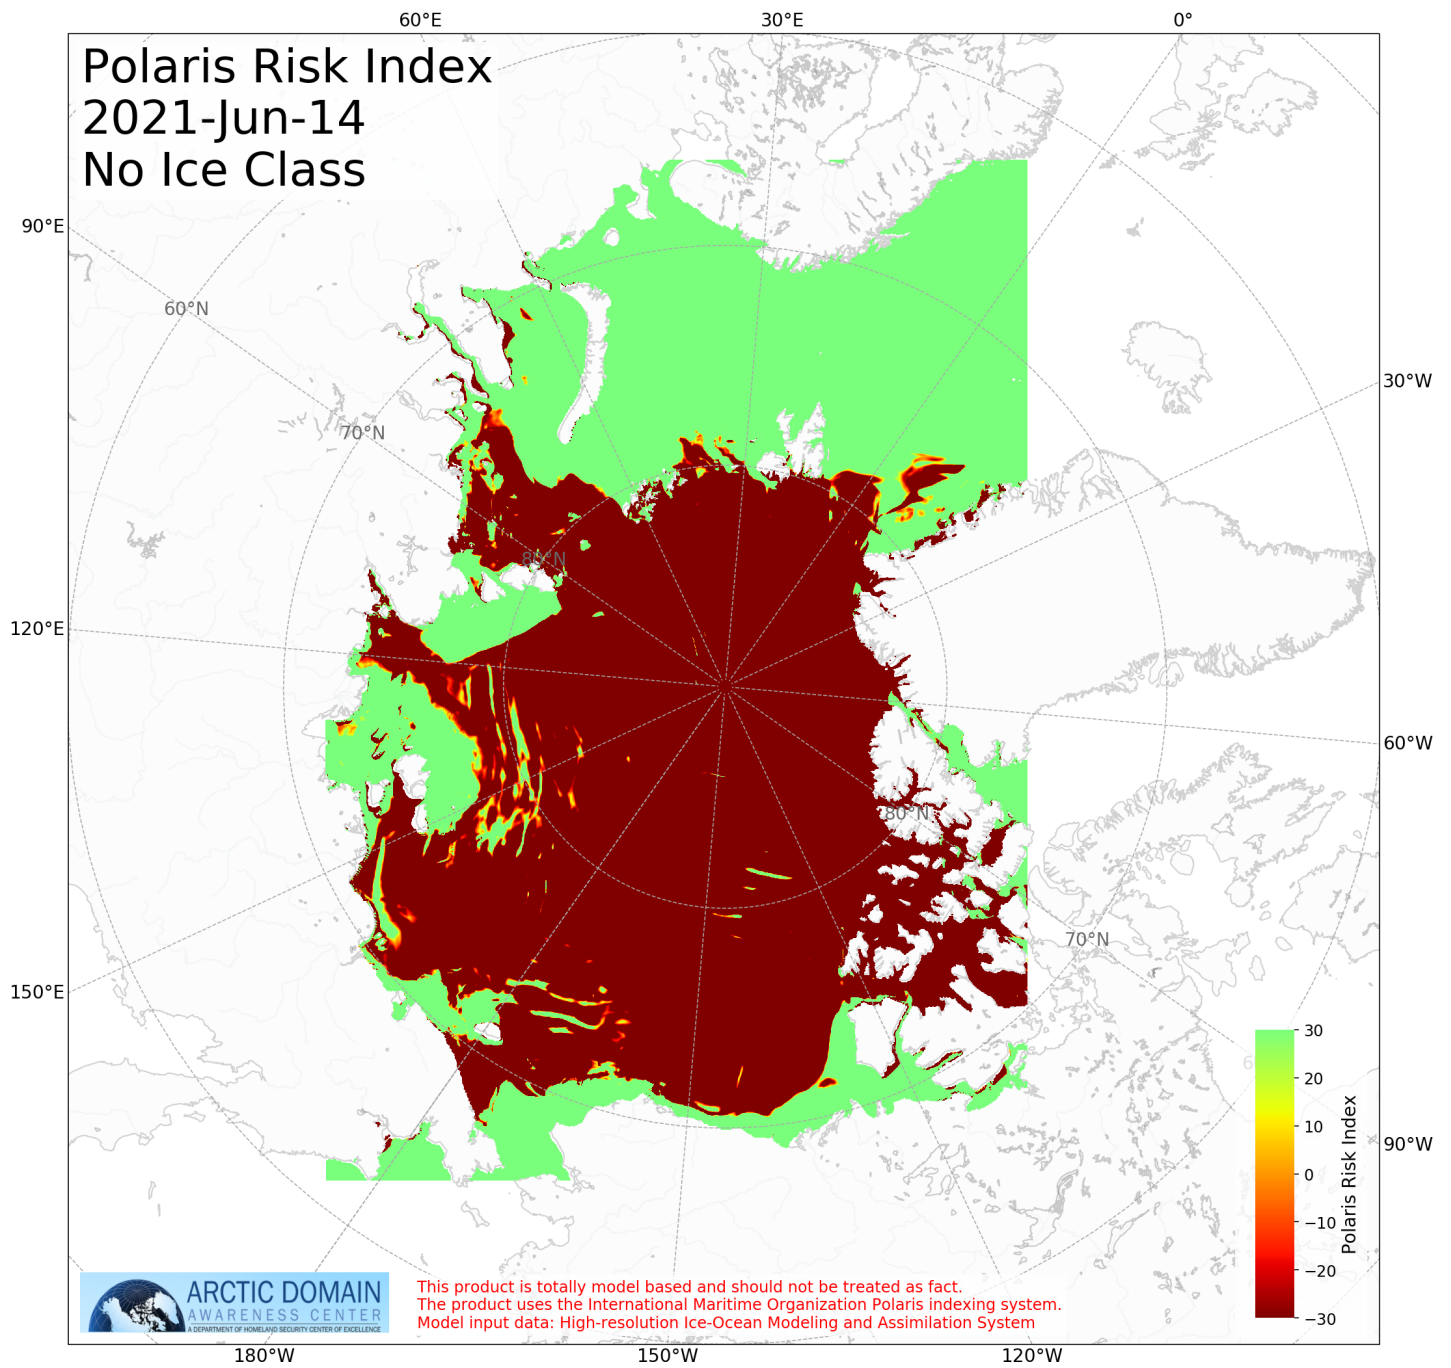 60°E 30°E 0°
Polaris Risk Index
2021-Jun-14
No Ice Class
90°E
60°N
30°W
70°N
80°N
120°E
60°W
80°N
70°N
150°E
30
20
10
0
−10
−20
−30
Polaris Risk Index
90°W
ARCTIC DOMAIN
AWARENESS CENTER
A DEPARTMENT OF HOMELAND SECURITY CENTER OF EXCELLENCE
This product is totally model based and should not be treated as fact.
The product uses the International Maritime Organization Polaris indexing system.
Model input data: High-resolution Ice-Ocean Modeling and Assimilation System
180°W 150°W 120°W